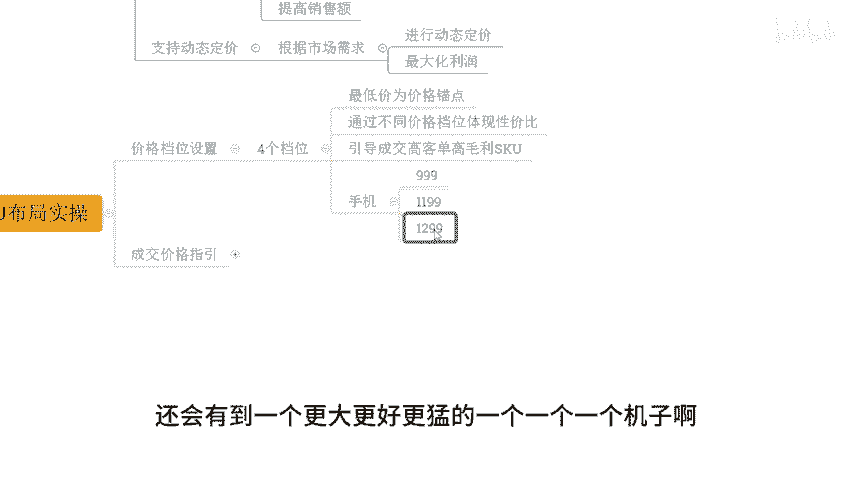 提高销售额
支持动态定价
根据市场需求
进行动态定价
最大化利润
价格档位设置
4个档位
最低价为价格锚点
通过不同价格档位体现性价比
引导成交高客单高毛利SKU
手机
999
1199
1299
U布局实操
成交价格指引
还会有到一个更大更好更猛的一个一个一个机子啊